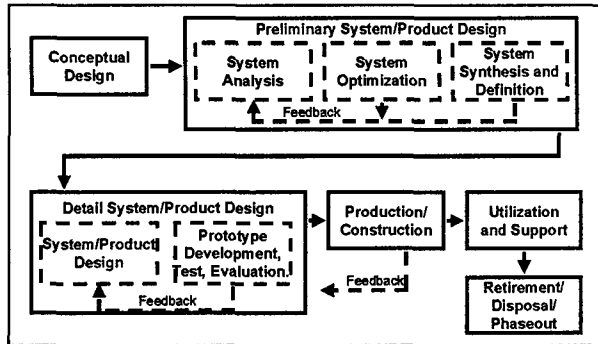 Preliminary System/Product Design
Conceptual
Design
System
Analysis
System
Optimization
System
Synthesis and
Definition
Feedback
Detail System/Product Design
System/Product
Design
Prototype
Development,
Test, Evaluation.
Feedback
Production/
Construction
Feedback
Utilization
and Support
Retirement/
Disposal/
Phaseout